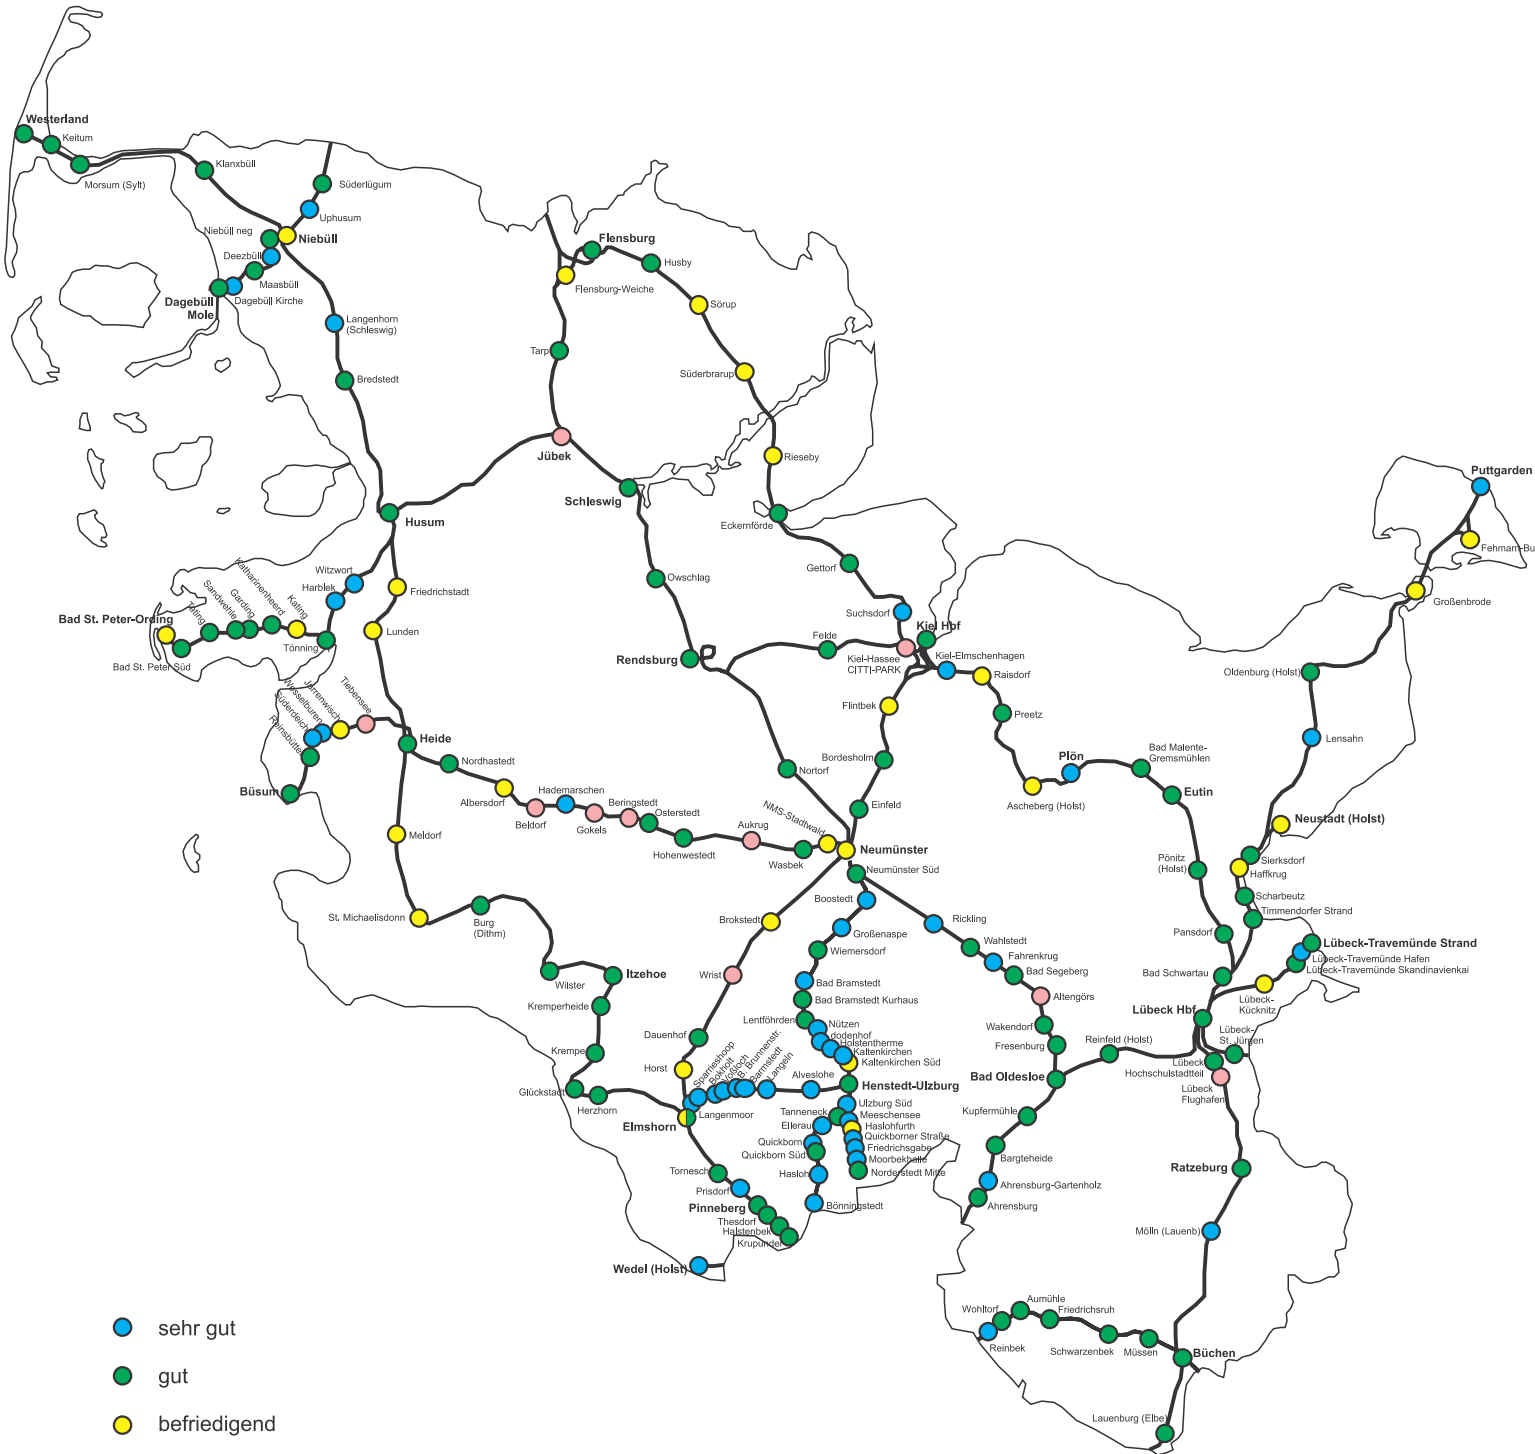 Westerland
Keitum
Morsum (Sylt)
Klanxbüll
Süderlügum
Uphusum
Niebüll neg
Niebüll
Deezbüll
Maasbüll
Dagebüll Kirche
Dagebüll
Mole
Langenhorn
(Schleswig)
Bredstedt
Flensburg
Husby
Flensburg-Weiche
Sörup
Tarp
Süderbrarup
Jübek
Rieseby
Schleswig
Husum
Eckernförde
Puttgarden
Fehmarn-Bu
Großenbrode
Gettorf
Owschlag
Witzwort
Harblek
Friedrichstadt
Katharinenheerd
Sandwehle
Garding
Tating
Kating
Bad St. Peter-Ording
Bad St. Peter Süd
Tönning
Lunden
Suchsdorf
Kiel Hbf
Felde
Kiel-Hassee
CITTI-PARK
Kiel-Elmschenhagen
Raisdorf
Rendsburg
Oldenburg (Holst)
Flintbek
Preetz
Tiebensee
Jarrenwisch
Wesselburen
Süderdeich
Reinsbüttel
Heide
Büsum
Nordhastedt
Albersdorf
Lensahn
Bordesholm
Plön
Bad Malente-
Gremsmühlen
Nortorf
Ascheberg (Holst)
Eutin
Hademarschen
Beldorf
Gokels
Beringstedt
Osterstedt
Hohenwestedt
Einfeld
Aukrug
NMS-Stadtwald
Wasbek
Neumünster
Neumünster Süd
Neustadt (Holst)
Meldorf
Sierksdorf
Haffkrug
Pönitz
(Holst)
Scharbeutz
Timmendorfer Strand
Boostedt
St. Michaelisdonn
Burg
(Dithm)
Brokstedt
Großenaspe
Rickling
Wiemersdorf
Wahlstedt
Fahrenkrug
Bad Segeberg
Pansdorf
Lübeck-Travemünde Strand
Lübeck-Travemünde Hafen
Lübeck-Travemünde Skandinavienkai
Bad Schwartau
Lübeck-
Kücknitz
Wilster
Itzehoe
Wrist
Bad Bramstedt
Bad Bramstedt Kurhaus
Altengörs
Kremperheide
Lentföhrden
Nützen
dodenhof
Holstentherme
Kaltenkirchen
Kaltenkirchen Süd
Wakendorf
Fresenburg
Lübeck Hbf
Lübeck-
St. Jürgen
Reinfeld (Holst)
Lübeck
Hochschulstadtteil
Lübeck
Flughafen
Dauenhof
Krempe
Horst
Sparrieshoop
Bokholt
Voßloch
B. Brunnenstr.
Barmstedt
Langeln
Alveslohe
Henstedt-Ulzburg
Bad Oldesloe
Glückstadt
Herzhorn
Langenmoor
Elmshorn
Ulzburg Süd
Tanneck
Meeschensee
Ellerau
Haslohfurth
Quickborner Straße
Quickborn
Friedrichsgabe
Quickborn Süd
Moorbekhalle
Norderstedt Mitte
Kupfermühle
Bargteheide
Tornesch
Prisdorf
Hasloh
Ahrensburg-Gartenholz
Ratzeburg
Pinneberg
Thesdorf
Halstenbek
Krupunder
Bönningstedt
Ahrensburg
Mölln (Lauenb)
Wedel (Holst)
Aumühle
Wohltorf
Friedrichsruh
Reinbek
Schwarzenbek
Müssen
Büchen
Lauenburg (Elbe)
sehr gut
gut
befriedigend